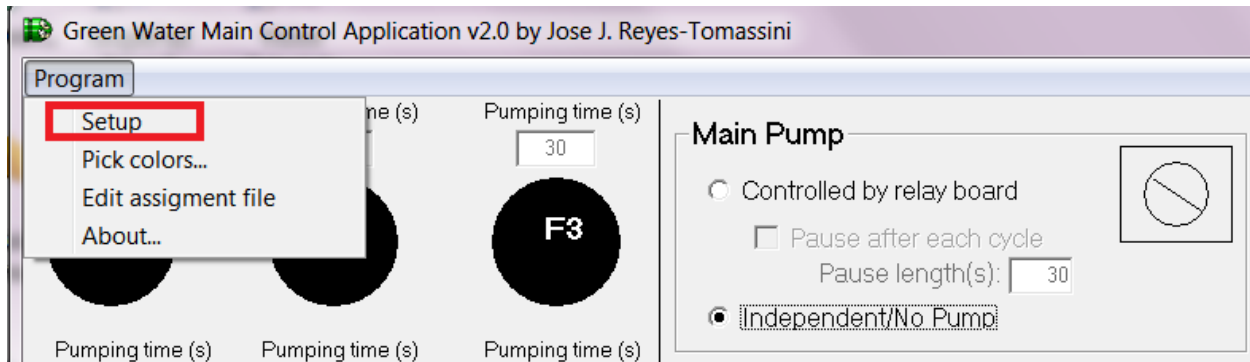 Green Water Main Control Application v2.0 by Jose J. Reyes-Tomassini
Program
Setup
Pick colors...
Edit assigment file
About...
me (s)
Pumping time (s)
30
F3
Pumping time (s)
Pumping time (s)
Pumping time (s)
Main Pump
Controlled by relay board
Pause after each cycle
Pause length(s): 30
Independent/No Pump